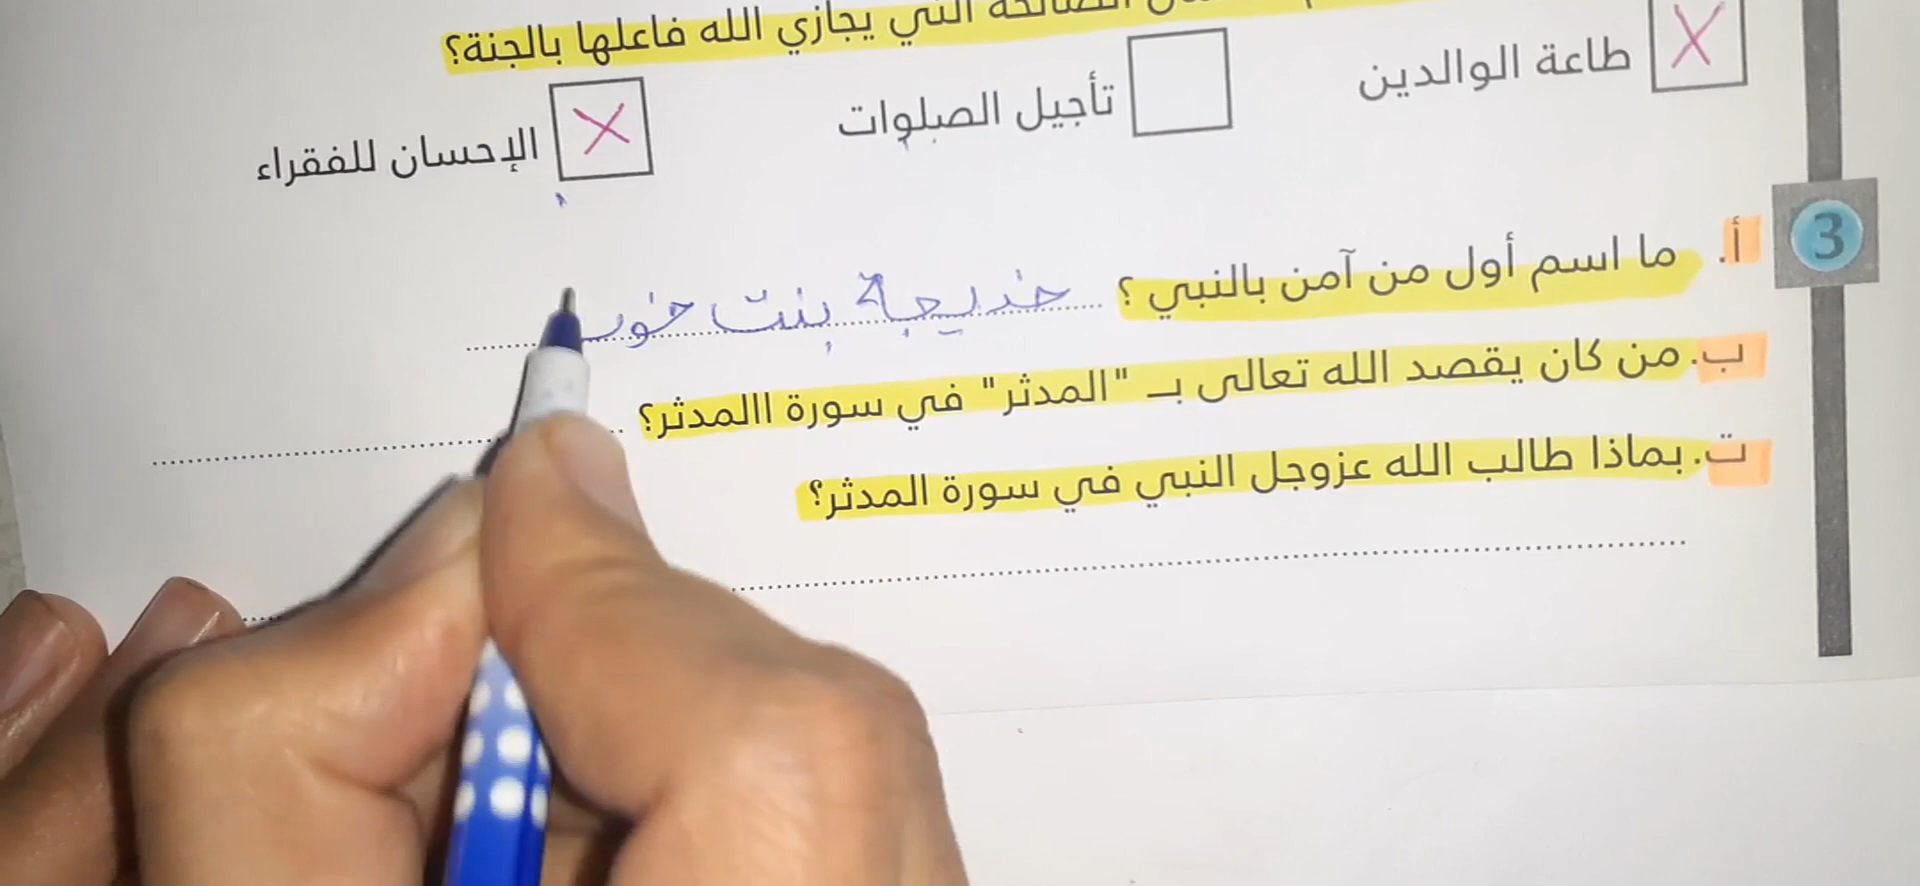 الصالحة التي يجازي الله فاعلها بالجنة؟
طاعة الوالدين تأجيل الصلوات الإحسان للفقراء
3
أ. ما اسم أول من آمن بالنبي ؟ خديجة بنت خويـ
ب. من كان يقصد الله تعالى بـ "المدثر" في سورة االمدثر؟
ت. بماذا طالب الله عزوجل النبي في سورة المدثر؟